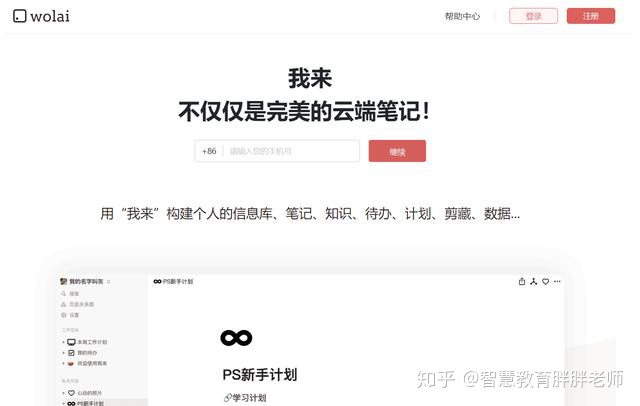 wolai
帮助中心
登录
注册
我来
不仅仅是完美的云端笔记！
+86
请输入您的手机号
继续
用“我来”构建个人的信息库、笔记、知识、待办、计划、剪藏、数据...
我的名字叫灰
PS新手计划
搜索
页面关系图
设置
本周工作计划
我的待办
欢迎使用我来
私有页面
心动的照片
PS新手计划
PS新手计划
学习计划
知乎 @智慧教育胖胖老师